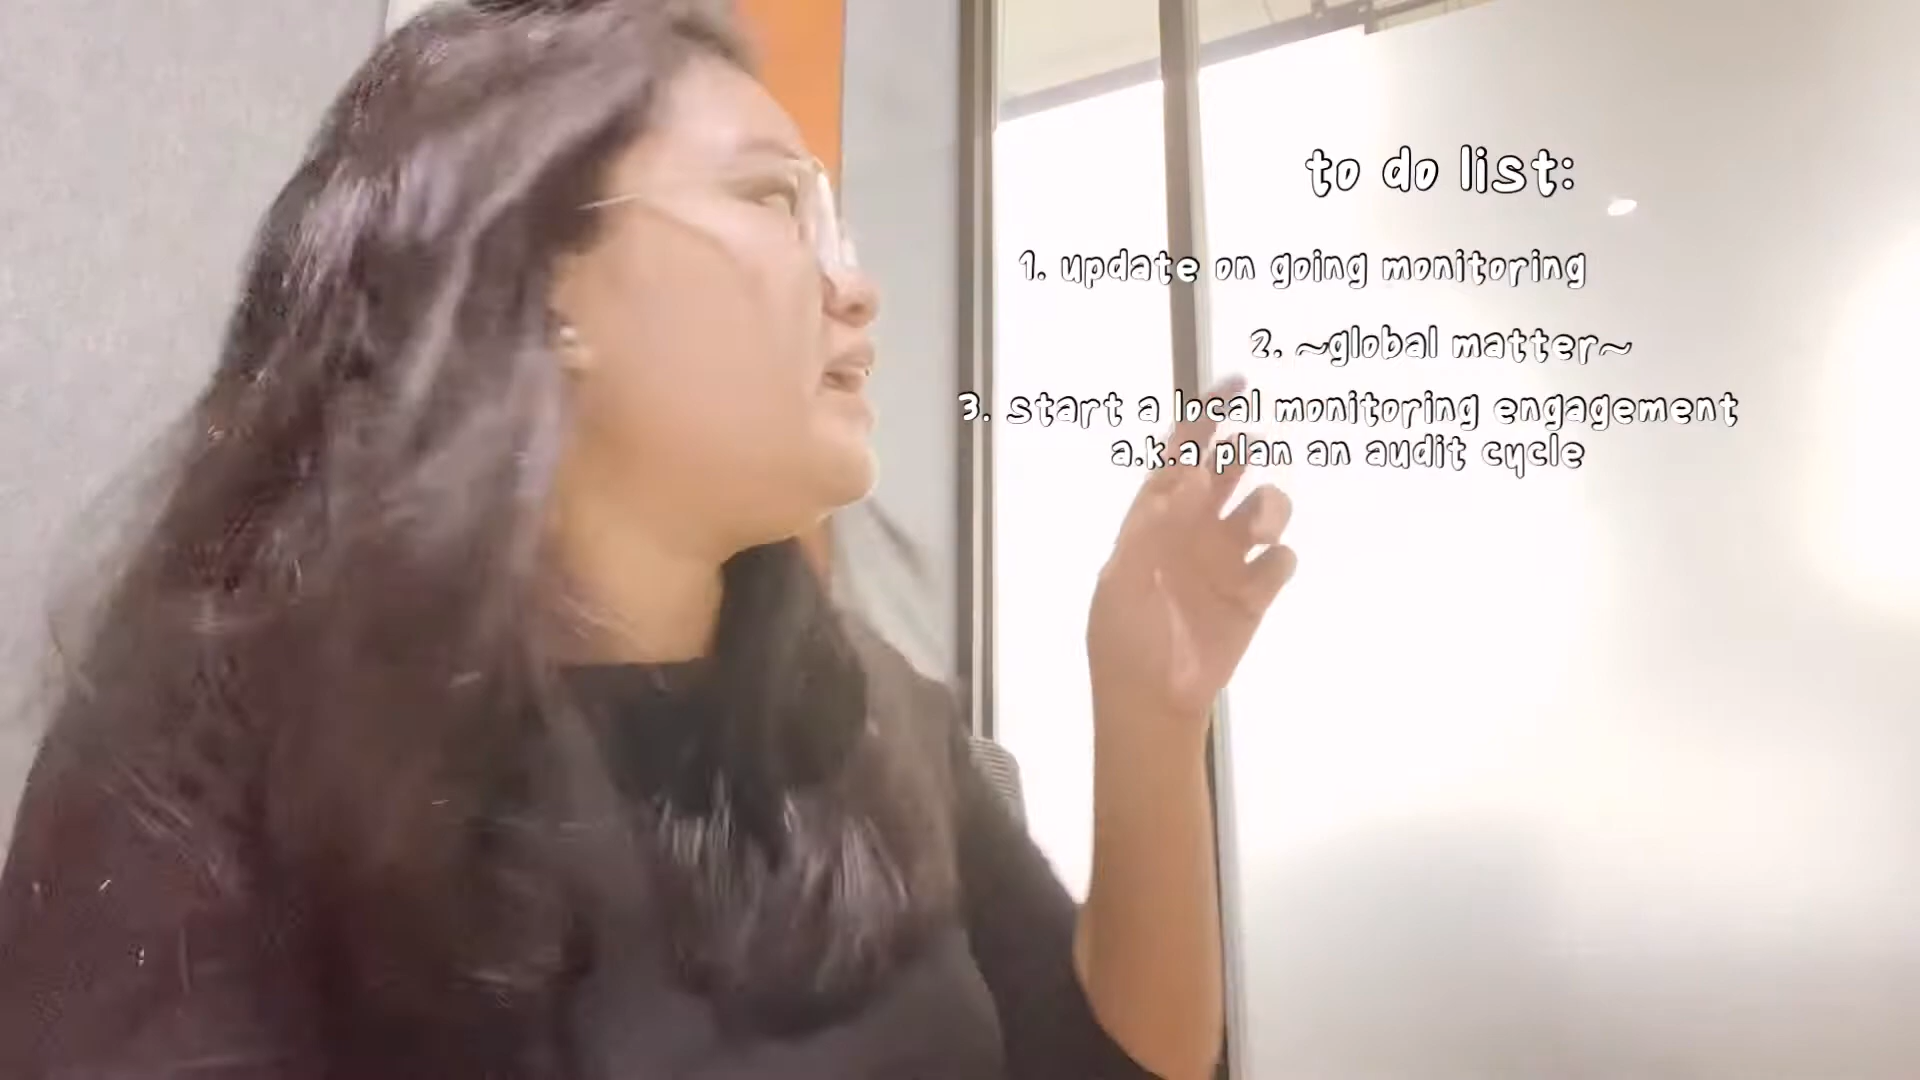 to do list:
1. update on going monitoring
2. ~global matter~
3. start a local monitoring engagement
a.k.a plan an audit cycle